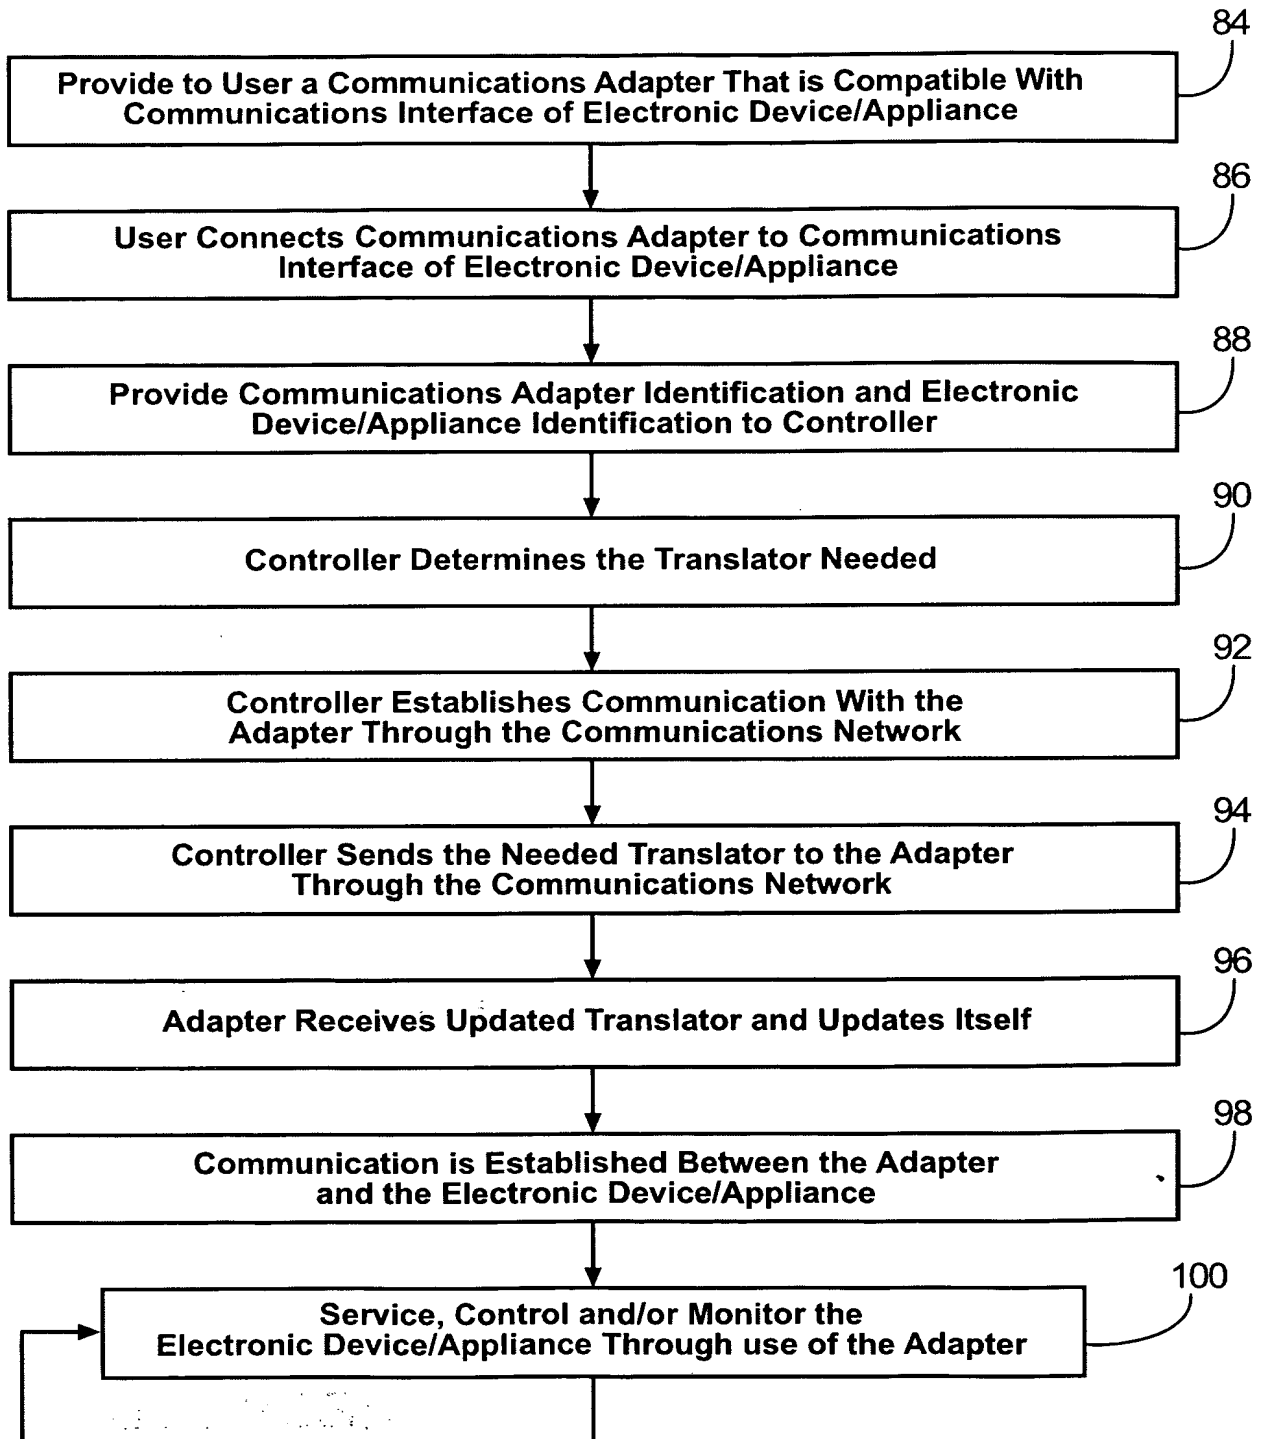 84
Provide to User a Communications Adapter That is Compatible With
Communications Interface of Electronic Device/Appliance
86
User Connects Communications Adapter to Communications
Interface of Electronic Device/Appliance
88
Provide Communications Adapter Identification and Electronic
Device/Appliance Identification to Controller
90
Controller Determines the Translator Needed
92
Controller Establishes Communication With the
Adapter Through the Communications Network
94
Controller Sends the Needed Translator to the Adapter
Through the Communications Network
96
Adapter Receives Updated Translator and Updates Itself
98
Communication is Established Between the Adapter
and the Electronic Device/Appliance
100
Service, Control and/or Monitor the
Electronic Device/Appliance Through use of the Adapter